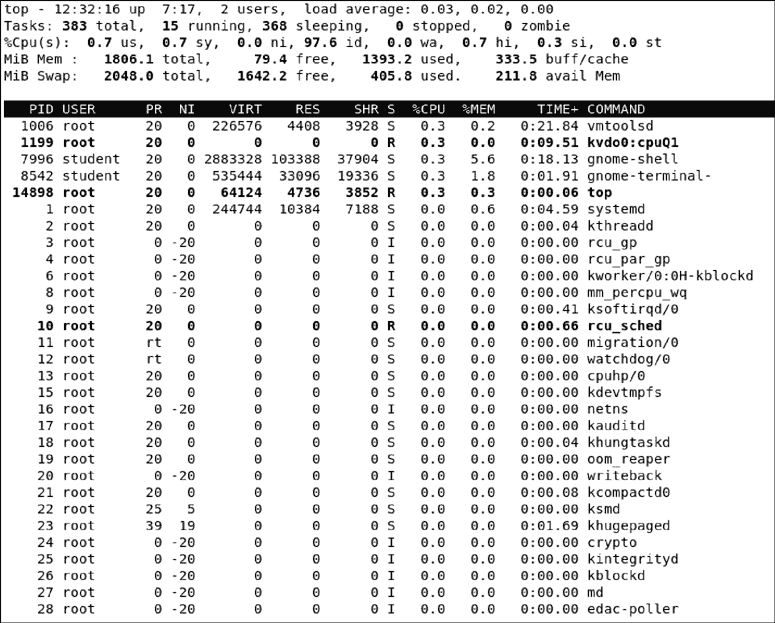 top - 12:32:16 up  7:17,  2 users,  load average: 0.03, 0.02, 0.00
Tasks: 383 total,  15 running, 368 sleeping,   0 stopped,   0 zombie
%Cpu(s):  0.7 us,  0.7 sy,  0.0 ni, 97.6 id,  0.0 wa,  0.7 hi,  0.3 si,  0.0 st
MiB Mem :   1806.1 total,     79.4 free,   1393.2 used,    333.5 buff/cache
MiB Swap:   2048.0 total,   1642.2 free,    405.8 used.    211.8 avail Mem
PID USER      PR  NI    VIRT    RES    SHR S  %CPU  %MEM     TIME+ COMMAND
1006 root      20   0  226576   4408   3928 S   0.3   0.2   0:21.84 vmtoolsd
1199 root      20   0       0      0      0 R   0.3   0.0   0:09.51 kvdo0:cpuQ1
7996 student   20   0 2883328 103388  37904 S   0.3   5.6   0:18.13 gnome-shell
8542 student   20   0  535444  33096  19336 S   0.3   1.8   0:01.91 gnome-terminal-
14898 root      20   0   64124   4736   3852 R   0.3   0.3   0:00.06 top
1 root      20   0  244744  10384   7188 S   0.0   0.6   0:04.59 systemd
2 root      20   0       0      0      0 S   0.0   0.0   0:00.04 kthreadd
3 root       0 -20       0      0      0 I   0.0   0.0   0:00.00 rcu_gp
4 root       0 -20       0      0      0 I   0.0   0.0   0:00.00 rcu_par_gp
6 root       0 -20       0      0      0 I   0.0   0.0   0:00.00 kworker/0:0H-kblockd
8 root       0 -20       0      0      0 I   0.0   0.0   0:00.00 mm_percpu_wq
9 root      20   0       0      0      0 S   0.0   0.0   0:00.41 ksoftirqd/0
10 root      20   0       0      0      0 R   0.0   0.0   0:00.66 rcu_sched
11 root      rt   0       0      0      0 S   0.0   0.0   0:00.00 migration/0
12 root      rt   0       0      0      0 S   0.0   0.0   0:00.00 watchdog/0
13 root      20   0       0      0      0 S   0.0   0.0   0:00.00 cpuhp/0
15 root      20   0       0      0      0 S   0.0   0.0   0:00.00 kdevtmpfs
16 root       0 -20       0      0      0 I   0.0   0.0   0:00.00 netns
17 root      20   0       0      0      0 S   0.0   0.0   0:00.00 kauditd
18 root      20   0       0      0      0 S   0.0   0.0   0:00.04 khungtaskd
19 root      20   0       0      0      0 S   0.0   0.0   0:00.00 oom_reaper
20 root       0 -20       0      0      0 I   0.0   0.0   0:00.00 writeback
21 root      20   0       0      0      0 S   0.0   0.0   0:00.08 kcompactd0
22 root      25   5       0      0      0 S   0.0   0.0   0:00.00 ksmd
23 root      39  19       0      0      0 S   0.0   0.0   0:01.69 khugepaged
24 root       0 -20       0      0      0 I   0.0   0.0   0:00.00 crypto
25 root       0 -20       0      0      0 I   0.0   0.0   0:00.00 kintegrityd
26 root       0 -20       0      0      0 I   0.0   0.0   0:00.00 kblockd
27 root       0 -20       0      0      0 I   0.0   0.0   0:00.00 md
28 root       0 -20       0      0      0 I   0.0   0.0   0:00.00 edac-poller